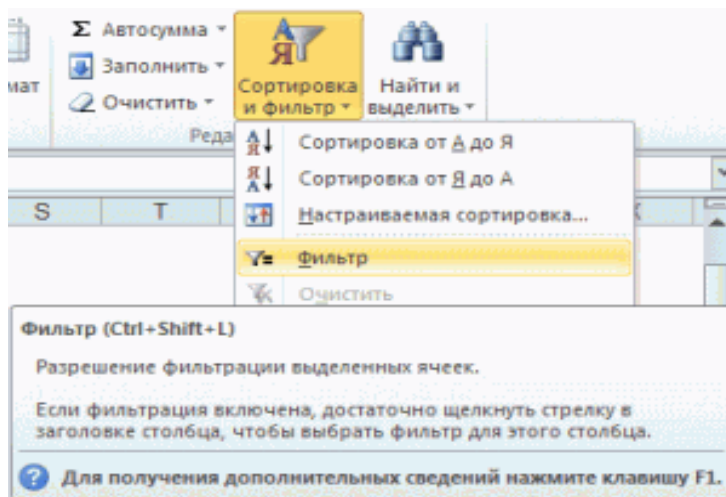 Σ Автосумма
Заполнить
Очистить
мат
Сортировка
и фильтр
Найти и
выделить
Реда
Сортировка от А до Я
Сортировка от Я до А
Настраиваемая сортировка...
Фильтр
Очистить
S T
Фильтр (Ctrl+Shift+L)
Разрешение фильтрации выделенных ячеек.
Если фильтрация включена, достаточно щелкнуть стрелку в
заголовке столбца, чтобы выбрать фильтр для этого столбца.
Для получения дополнительных сведений нажмите клавишу F1.